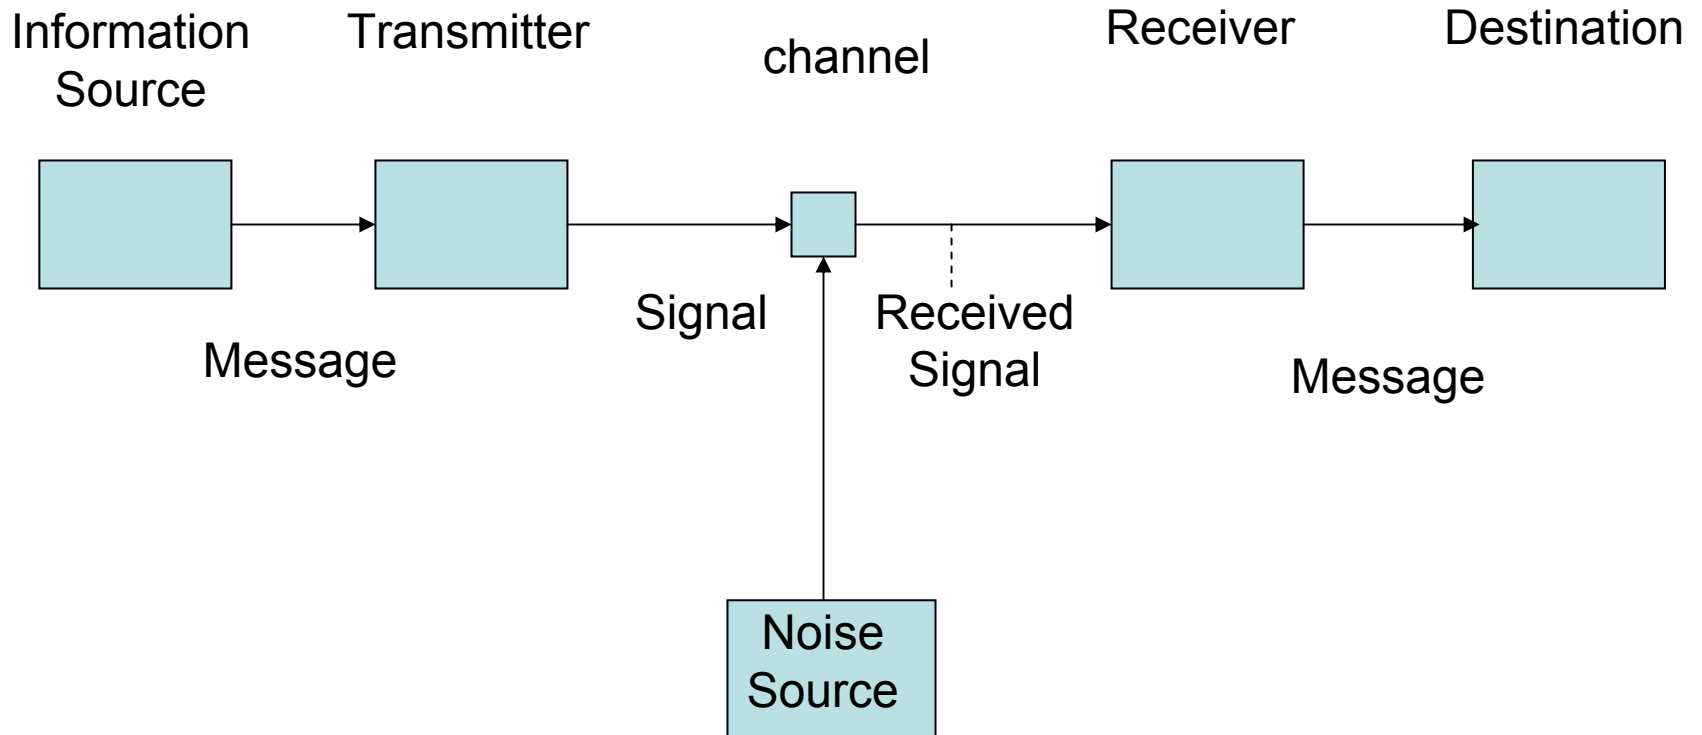 Information
Source
Transmitter
channel
Receiver
Destination
Message
Signal
Received
Signal
Message
Noise
Source